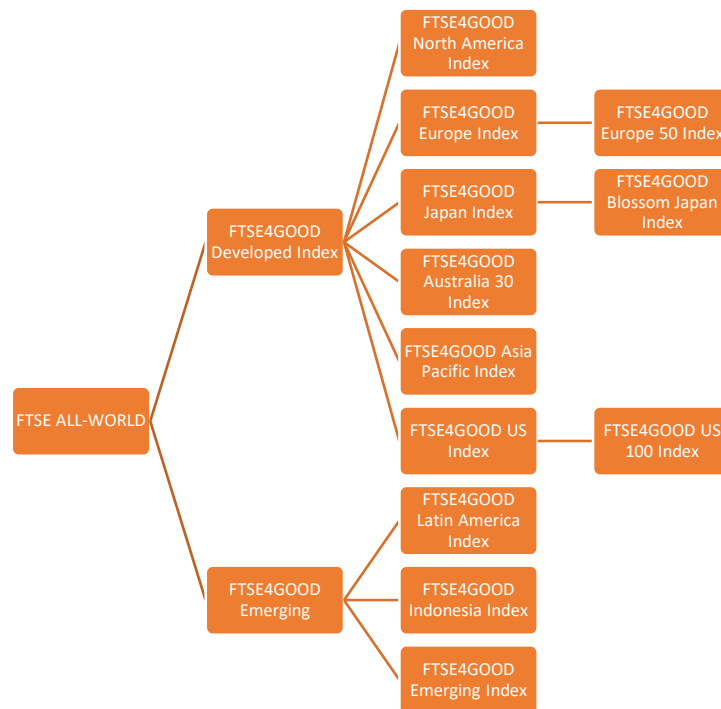 FTSE4GOOD
North America
Index
FTSE4GOOD
Europe Index
FTSE4GOOD
Europe 50 Index
FTSE4GOOD
Japan Index
FTSE4GOOD
Blossom Japan
Index
FTSE4GOOD
Developed Index
FTSE4GOOD
Australia 30
Index
FTSE4GOOD Asia
Pacific Index
FTSE ALL-WORLD
FTSE4GOOD US
Index
FTSE4GOOD US
100 Index
FTSE4GOOD
Latin America
Index
FTSE4GOOD
Emerging
FTSE4GOOD
Indonesia Index
FTSE4GOOD
Emerging Index